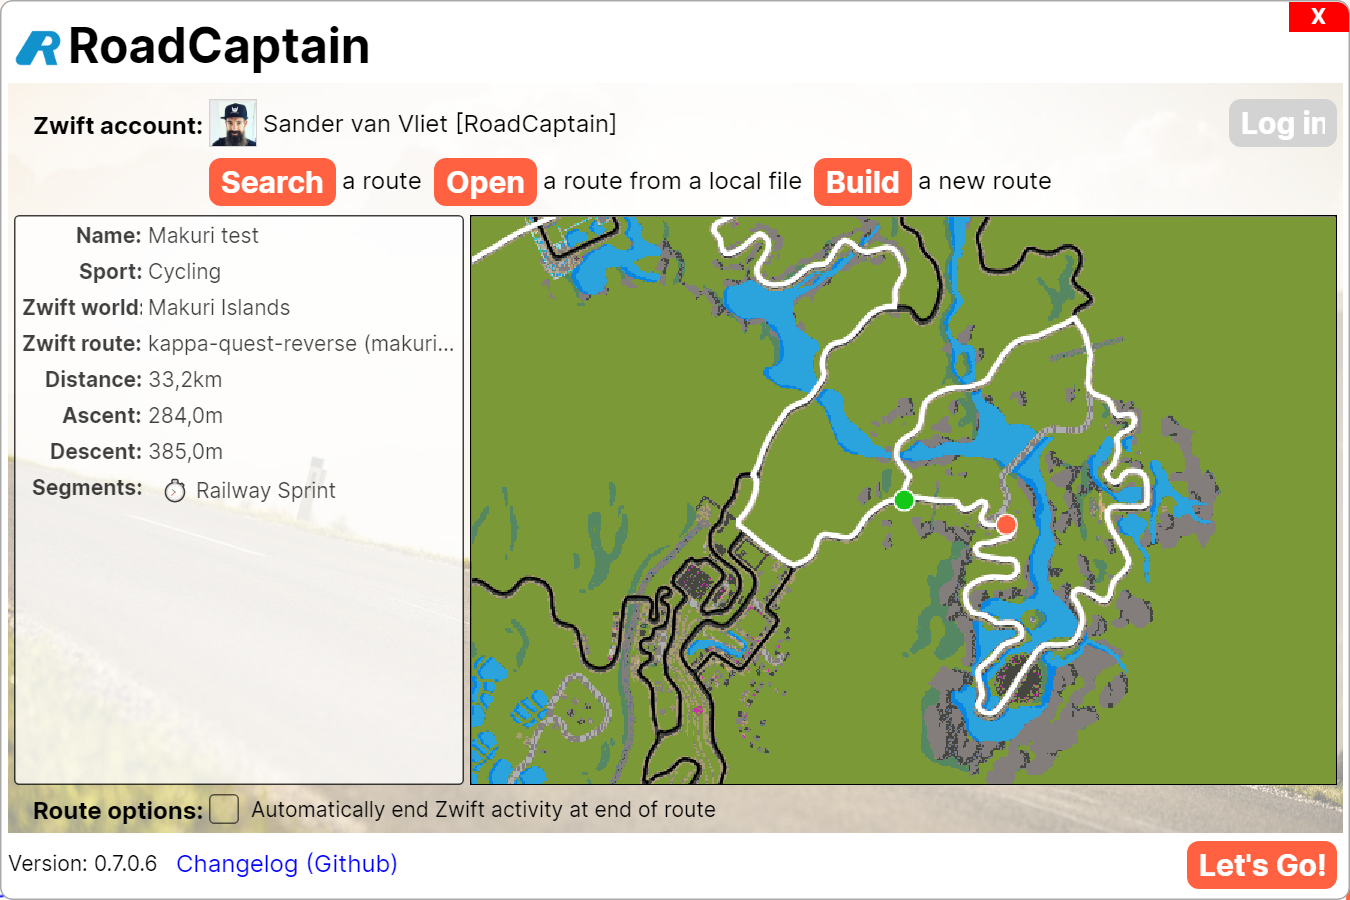 X
RoadCaptain
Zwift account: Sander van Vliet [RoadCaptain] Log in
Search a route Open a route from a local file Build a new route
Name: Makuri test
Sport: Cycling
Zwift world: Makuri Islands
Zwift route: kappa-quest-reverse (makuri...
Distance: 33,2km
Ascent: 284,0m
Descent: 385,0m
Segments: Railway Sprint
Route options: Automatically end Zwift activity at end of route
Version: 0.7.0.6 Changelog (Github)
Let's Go!